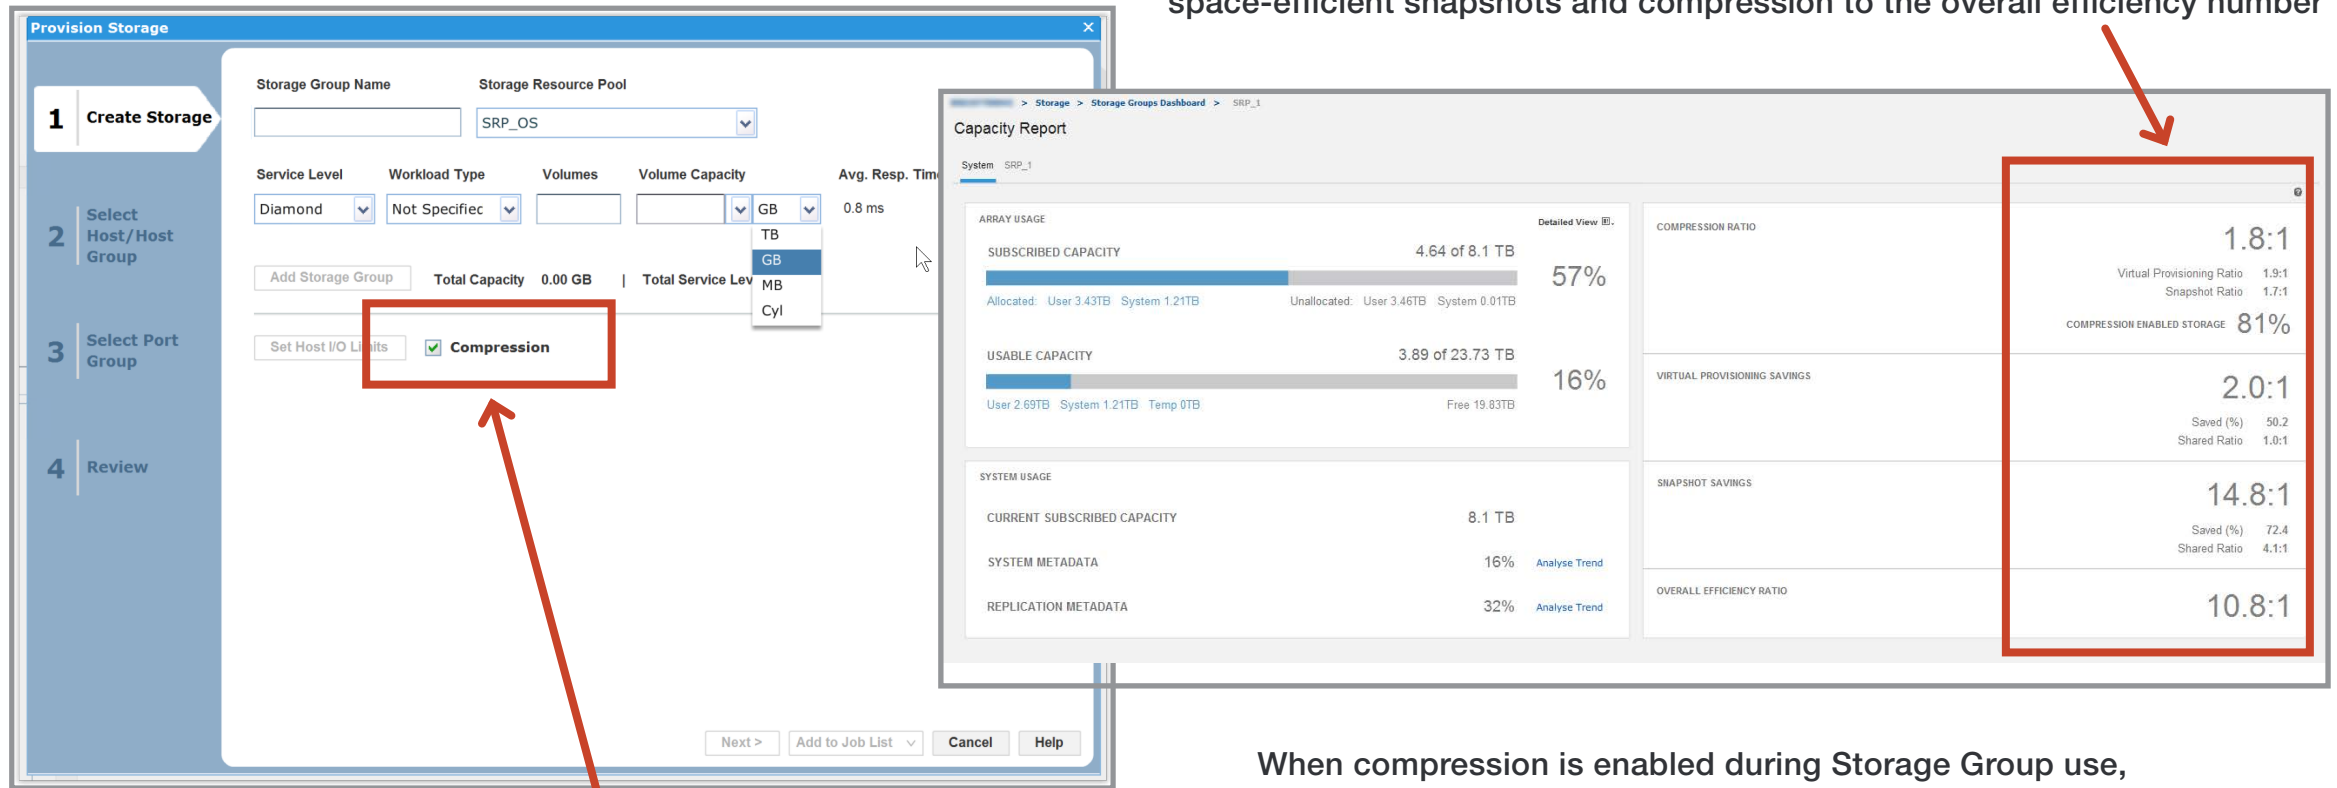 space-efficient snapshots and compression to the overall efficiency number
Provision Storage
1 Create Storage
2 Select
Host/Host
Group
3 Select Port
Group
4 Review
Storage Group Name Storage Resource Pool
SRP_OS
Service Level Workload Type Volumes Volume Capacity Avg. Resp. Time
Diamond Not Specified GB 0.8 ms
TB
GB
MB
Cyl
Add Storage Group Total Capacity 0.00 GB | Total Service Lev
Set Host I/O Limits Compression
Next > Add to Job List Cancel Help
> Storage > Storage Groups Dashboard > SRP_1
Capacity Report
System SRP_1
ARRAY USAGE Detailed View
SUBSCRIBED CAPACITY 4.64 of 8.1 TB
57%
Allocated: User 3.43TB System 1.21TB Unallocated: User 3.46TB System 0.01TB
USABLE CAPACITY 3.89 of 23.73 TB
16%
User 2.69TB System 1.21TB Temp 0TB Free 19.83TB
SYSTEM USAGE
CURRENT SUBSCRIBED CAPACITY 8.1 TB
SYSTEM METADATA 16% Analyse Trend
REPLICATION METADATA 32% Analyse Trend
COMPRESSION RATIO
1.8:1
Virtual Provisioning Ratio 1.9:1
Snapshot Ratio 1.7:1
COMPRESSION ENABLED STORAGE 81%
VIRTUAL PROVISIONING SAVINGS
2.0:1
Saved (%) 50.2
Shared Ratio 1.0:1
SNAPSHOT SAVINGS
14.8:1
Saved (%) 72.4
Shared Ratio 4.1:1
OVERALL EFFICIENCY RATIO
10.8:1
When compression is enabled during Storage Group use,